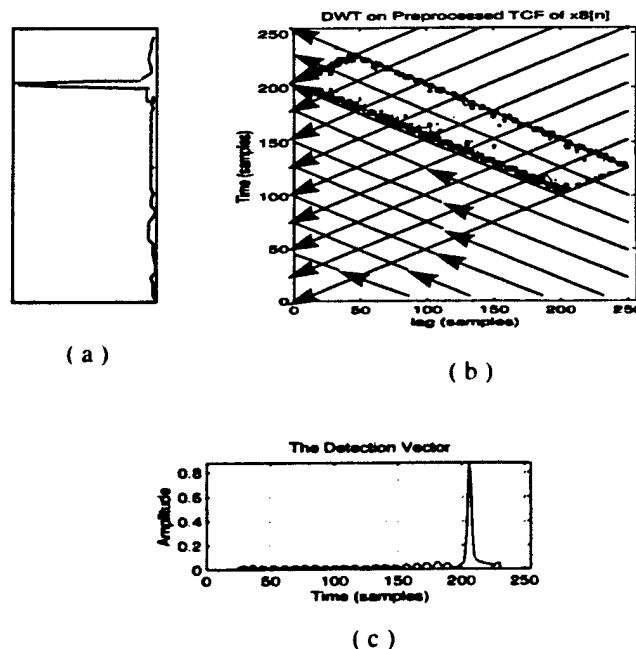 DWT on Preprocessed TCF of x8[n]
250
200
150
100
50
0
Time (samples)
0 50 100 150 200 250
lag (samples)
( a )
( b )
The Detection Vector
0.8
0.6
0.4
0.2
0
Amplitude
0 50 100 150 200 250
Time (samples)
( c )